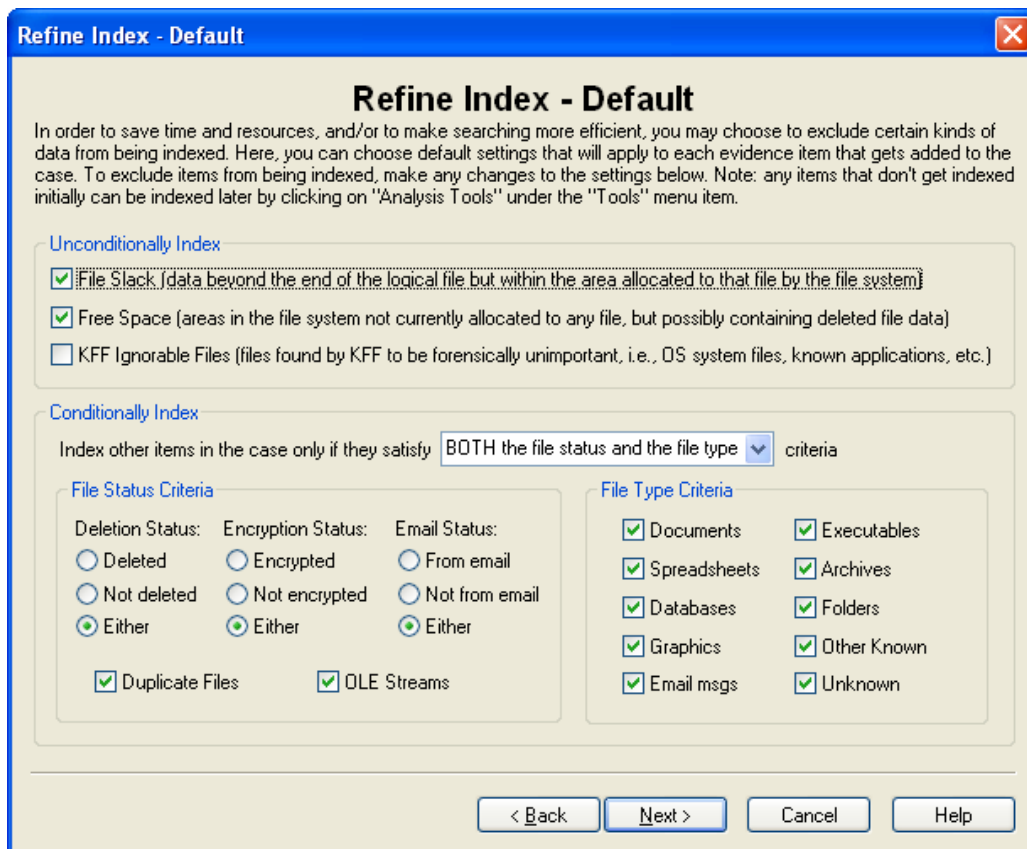 Refine Index - Default
Refine Index - Default
In order to save time and resources, and/or to make searching more efficient, you may choose to exclude certain kinds of
data from being indexed. Here, you can choose default settings that will apply to each evidence item that gets added to the
case. To exclude items from being indexed, make any changes to the settings below. Note: any items that don't get indexed
initially can be indexed later by clicking on "Analysis Tools" under the "Tools" menu item.
Unconditionally Index
File Slack (data beyond the end of the logical file but within the area allocated to that file by the file system)
Free Space (areas in the file system not currently allocated to any file, but possibly containing deleted file data)
KFF Ignorable Files (files found by KFF to be forensically unimportant, i.e., OS system files, known applications, etc.)
Conditionally Index
Index other items in the case only if they satisfy BOTH the file status and the file type criteria
File Status Criteria
Deletion Status: Encryption Status: Email Status:
Deleted Encrypted From email
Not deleted Not encrypted Not from email
Either Either Either
Duplicate Files OLE Streams
File Type Criteria
Documents Executables
Spreadsheets Archives
Databases Folders
Graphics Other Known
Email msgs Unknown
< Back Next > Cancel Help